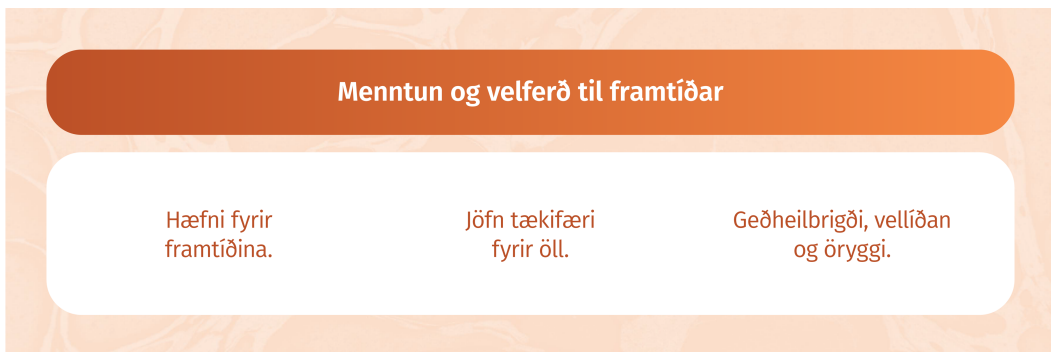 Menntun og velferð til framtíðar
Hæfni fyrir
framtíðina.
Jöfn tækifæri
fyrir öll.
Geðheilbrigði, vellíðan
og öryggi.